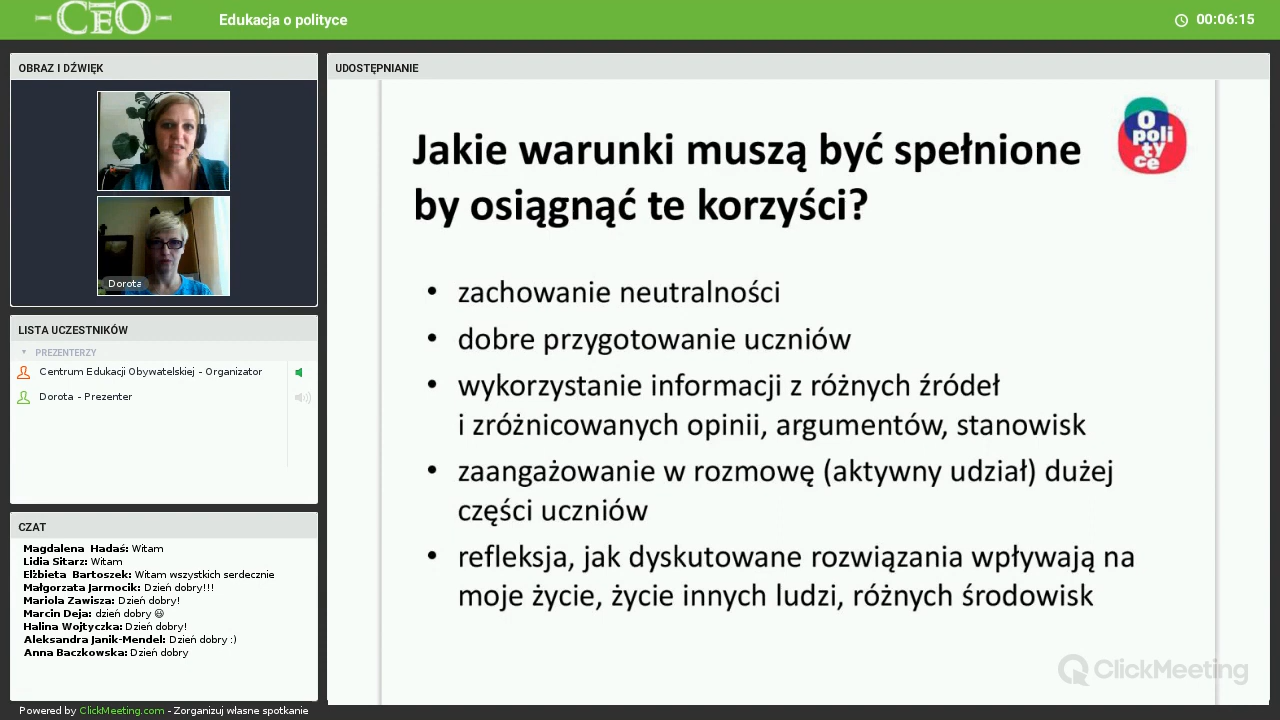 CEO
Edukacja o polityce
00:06:15
OBRAZ I DŹWIĘK
Dorota
LISTA UCZESTNIKÓW
PREZENTERZY
Centrum Edukacji Obywatelskiej - Organizator
Dorota - Prezenter
CZAT
Magdalena Hadaś: Witam
Lidia Sitarz: Witam
Elżbieta Bartoszek: Witam wszystkich serdecznie
Małgorzata Jarmocik: Dzień dobry!!!
Mariola Zawisza: Dzień dobry!
Marcin Deja: dzień dobry 😃
Halina Wojtyczka: Dzień dobry!
Aleksandra Janik-Mendel: Dzień dobry :)
Anna Baczkowska: Dzień dobry
Powered by ClickMeeting.com - Zorganizuj własne spotkanie
UDOSTĘPNIANIE
O
poli
ty
ce
Jakie warunki muszą być spełnione
by osiągnąć te korzyści?
• zachowanie neutralności
• dobre przygotowanie uczniów
• wykorzystanie informacji z różnych źródeł
i zróżnicowanych opinii, argumentów, stanowisk
• zaangażowanie w rozmowę (aktywny udział) dużej
części uczniów
• refleksja, jak dyskutowane rozwiązania wpływają na
moje życie, życie innych ludzi, różnych środowisk
ClickMeeting